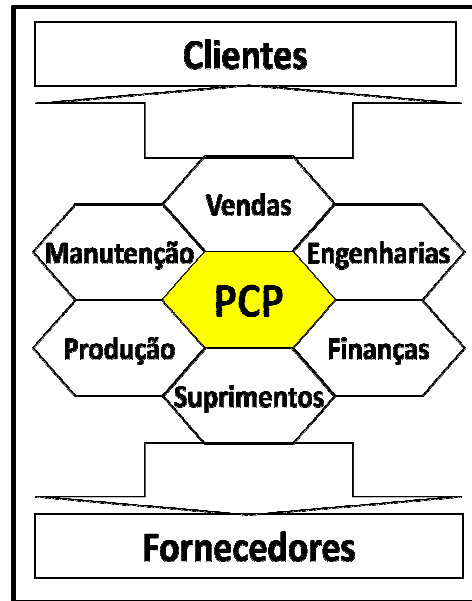 Clientes
Vendas
Manutenção
Engenharias
PCP
Produção
Finanças
Suprimentos
Fornecedores